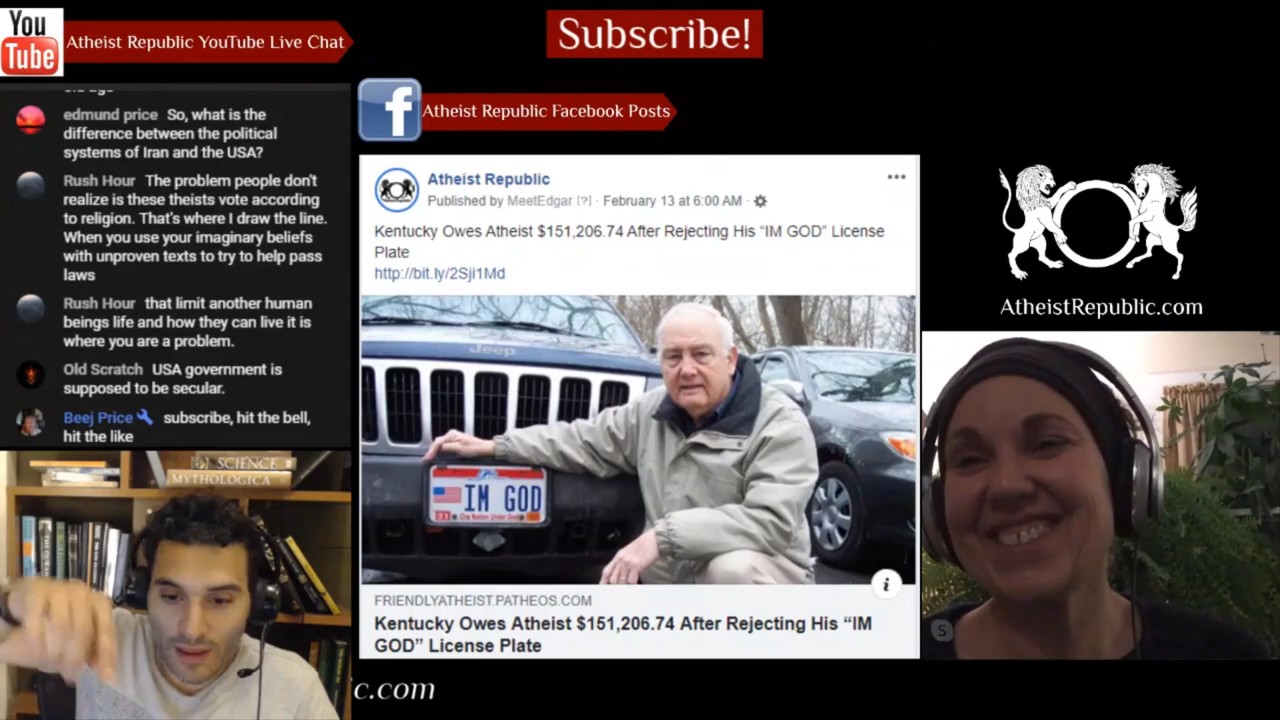 You
Tube
Atheist Republic YouTube Live Chat
Subscribe!
edmund price So, what is the
difference between the political
systems of Iran and the USA?
Rush Hour The problem people don't
realize is these theists vote according
to religion. That's where I draw the line.
When you use your imaginary beliefs
with unproven texts to try to help pass
laws
Rush Hour that limit another human
beings life and how they can live it is
where you are a problem.
Old Scratch USA government is
supposed to be secular.
Beej Price subscribe, hit the bell,
hit the like
f
Atheist Republic Facebook Posts
Atheist Republic
Published by MeetEdgar [?] · February 13 at 6:00 AM ·
Kentucky Owes Atheist $151,206.74 After Rejecting His “IM GOD” License
Plate
http://bit.ly/2Sji1Md
Jeep
IM GOD
One Nation Under God
i
FRIENDLYATHEIST.PATHEOS.COM
Kentucky Owes Atheist $151,206.74 After Rejecting His “IM
GOD” License Plate
AtheistRepublic.com
S
SCIENCE
MYTHOLOGICA
c.com